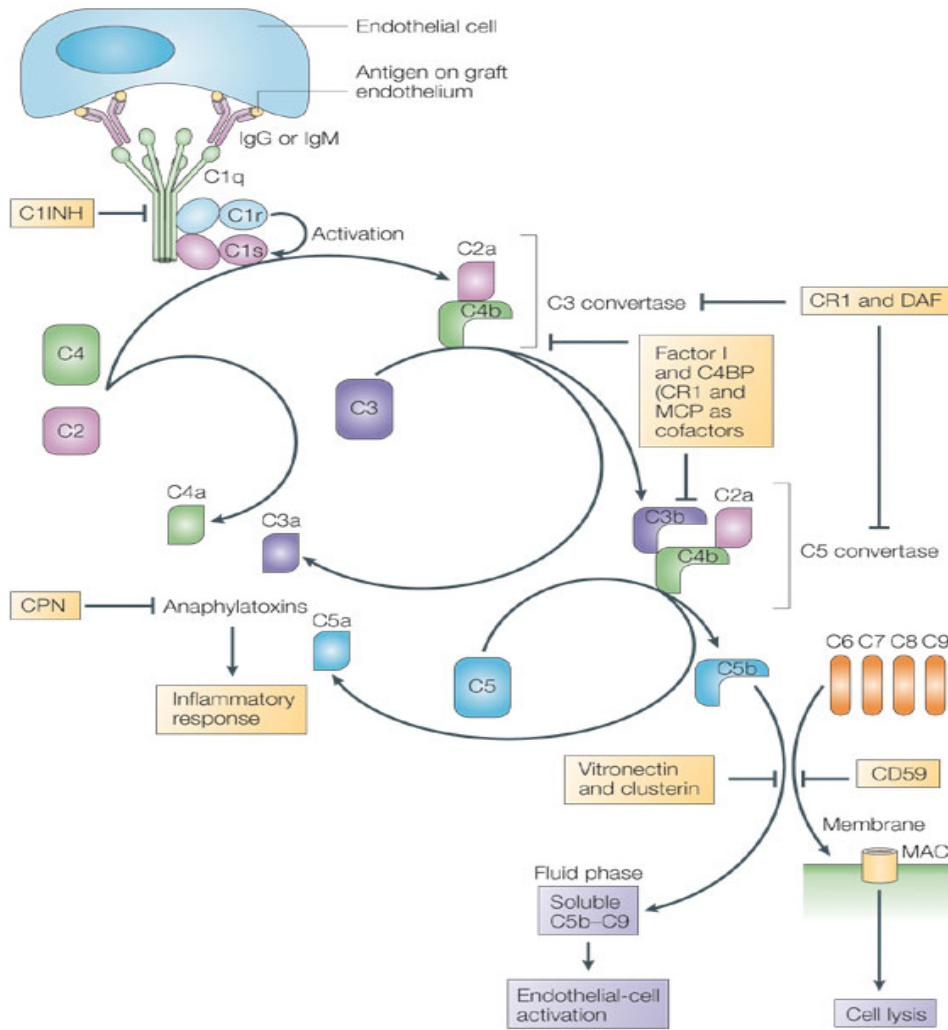 Endothelial cell
Antigen on graft
endothelium
IgG or IgM
C1q
C1INH
C1r
C1s
Activation
C2a
C4b
C3 convertase
CR1 and DAF
C4
C2
C3
Factor I
and C4BP
(CR1 and
MCP as
cofactors
C4a
C3a
C3b
C2a
C4b
C5 convertase
CPN
Anaphylatoxins
Inflammatory
response
C5a
C5
C5b
C6 C7 C8 C9
Vitronectin
and clusterin
CD59
Membrane
MAC
Fluid phase
Soluble
C5b–C9
Endothelial-cell
activation
Cell lysis